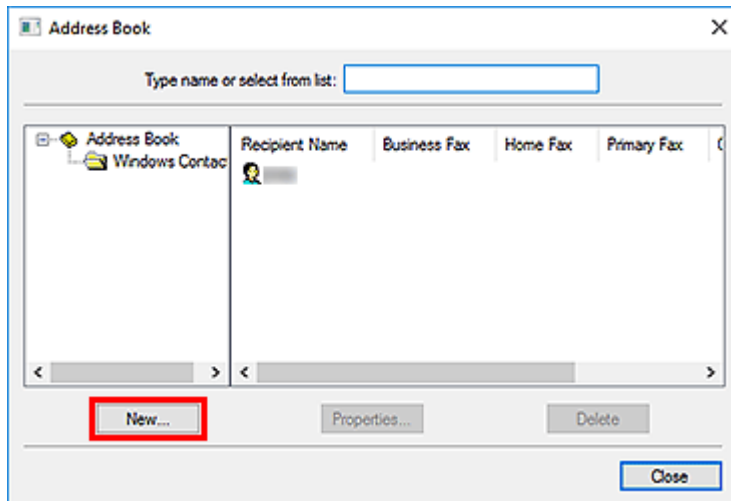 Address Book
Type name or select from list:
Address Book
Windows Contac
Recipient Name Business Fax Home Fax Primary Fax
New... Properties... Delete
Close